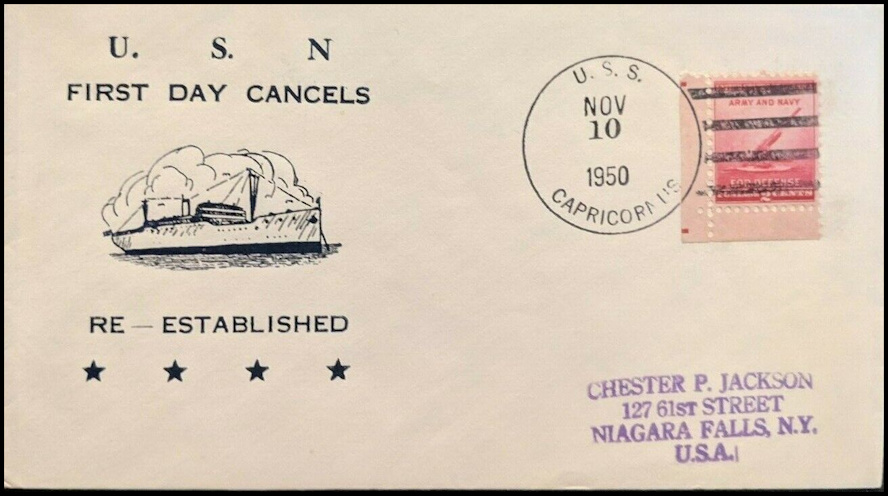 U. S. N
FIRST DAY CANCELS
RE — ESTABLISHED
U. S. S.
NOV
10
1950
CAPRICORNUS
ARMY AND NAVY
FOR DEFENSE
2
CHESTER P. JACKSON
127 61ST STREET
NIAGARA FALLS, N.Y.
U.S.A.